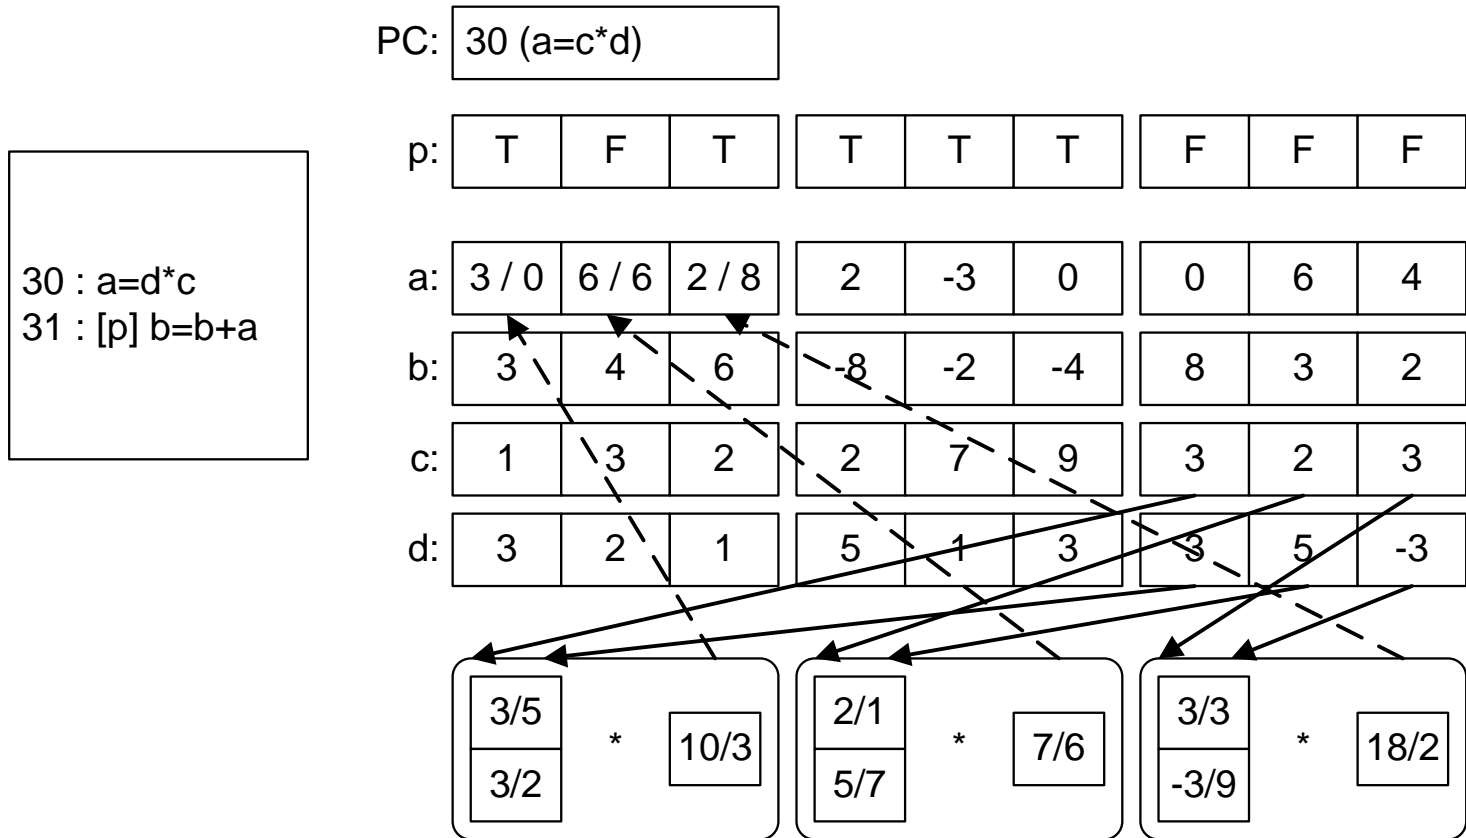 PC: 30 (a=c*d)
p: T F T T T T F F F
30 : a=d*c
31 : [p] b=b+a
a: 3 / 0 6 / 6 2 / 8 2 -3 0 0 6 4
b: 3 4 6 -8 -2 -4 8 3 2
c: 1 3 2 2 7 9 3 2 3
d: 3 2 1 5 1 3 3 5 -3
3/5 2/1 3/3
* 10/3 * 7/6 * 18/2
3/2 5/7 -3/9